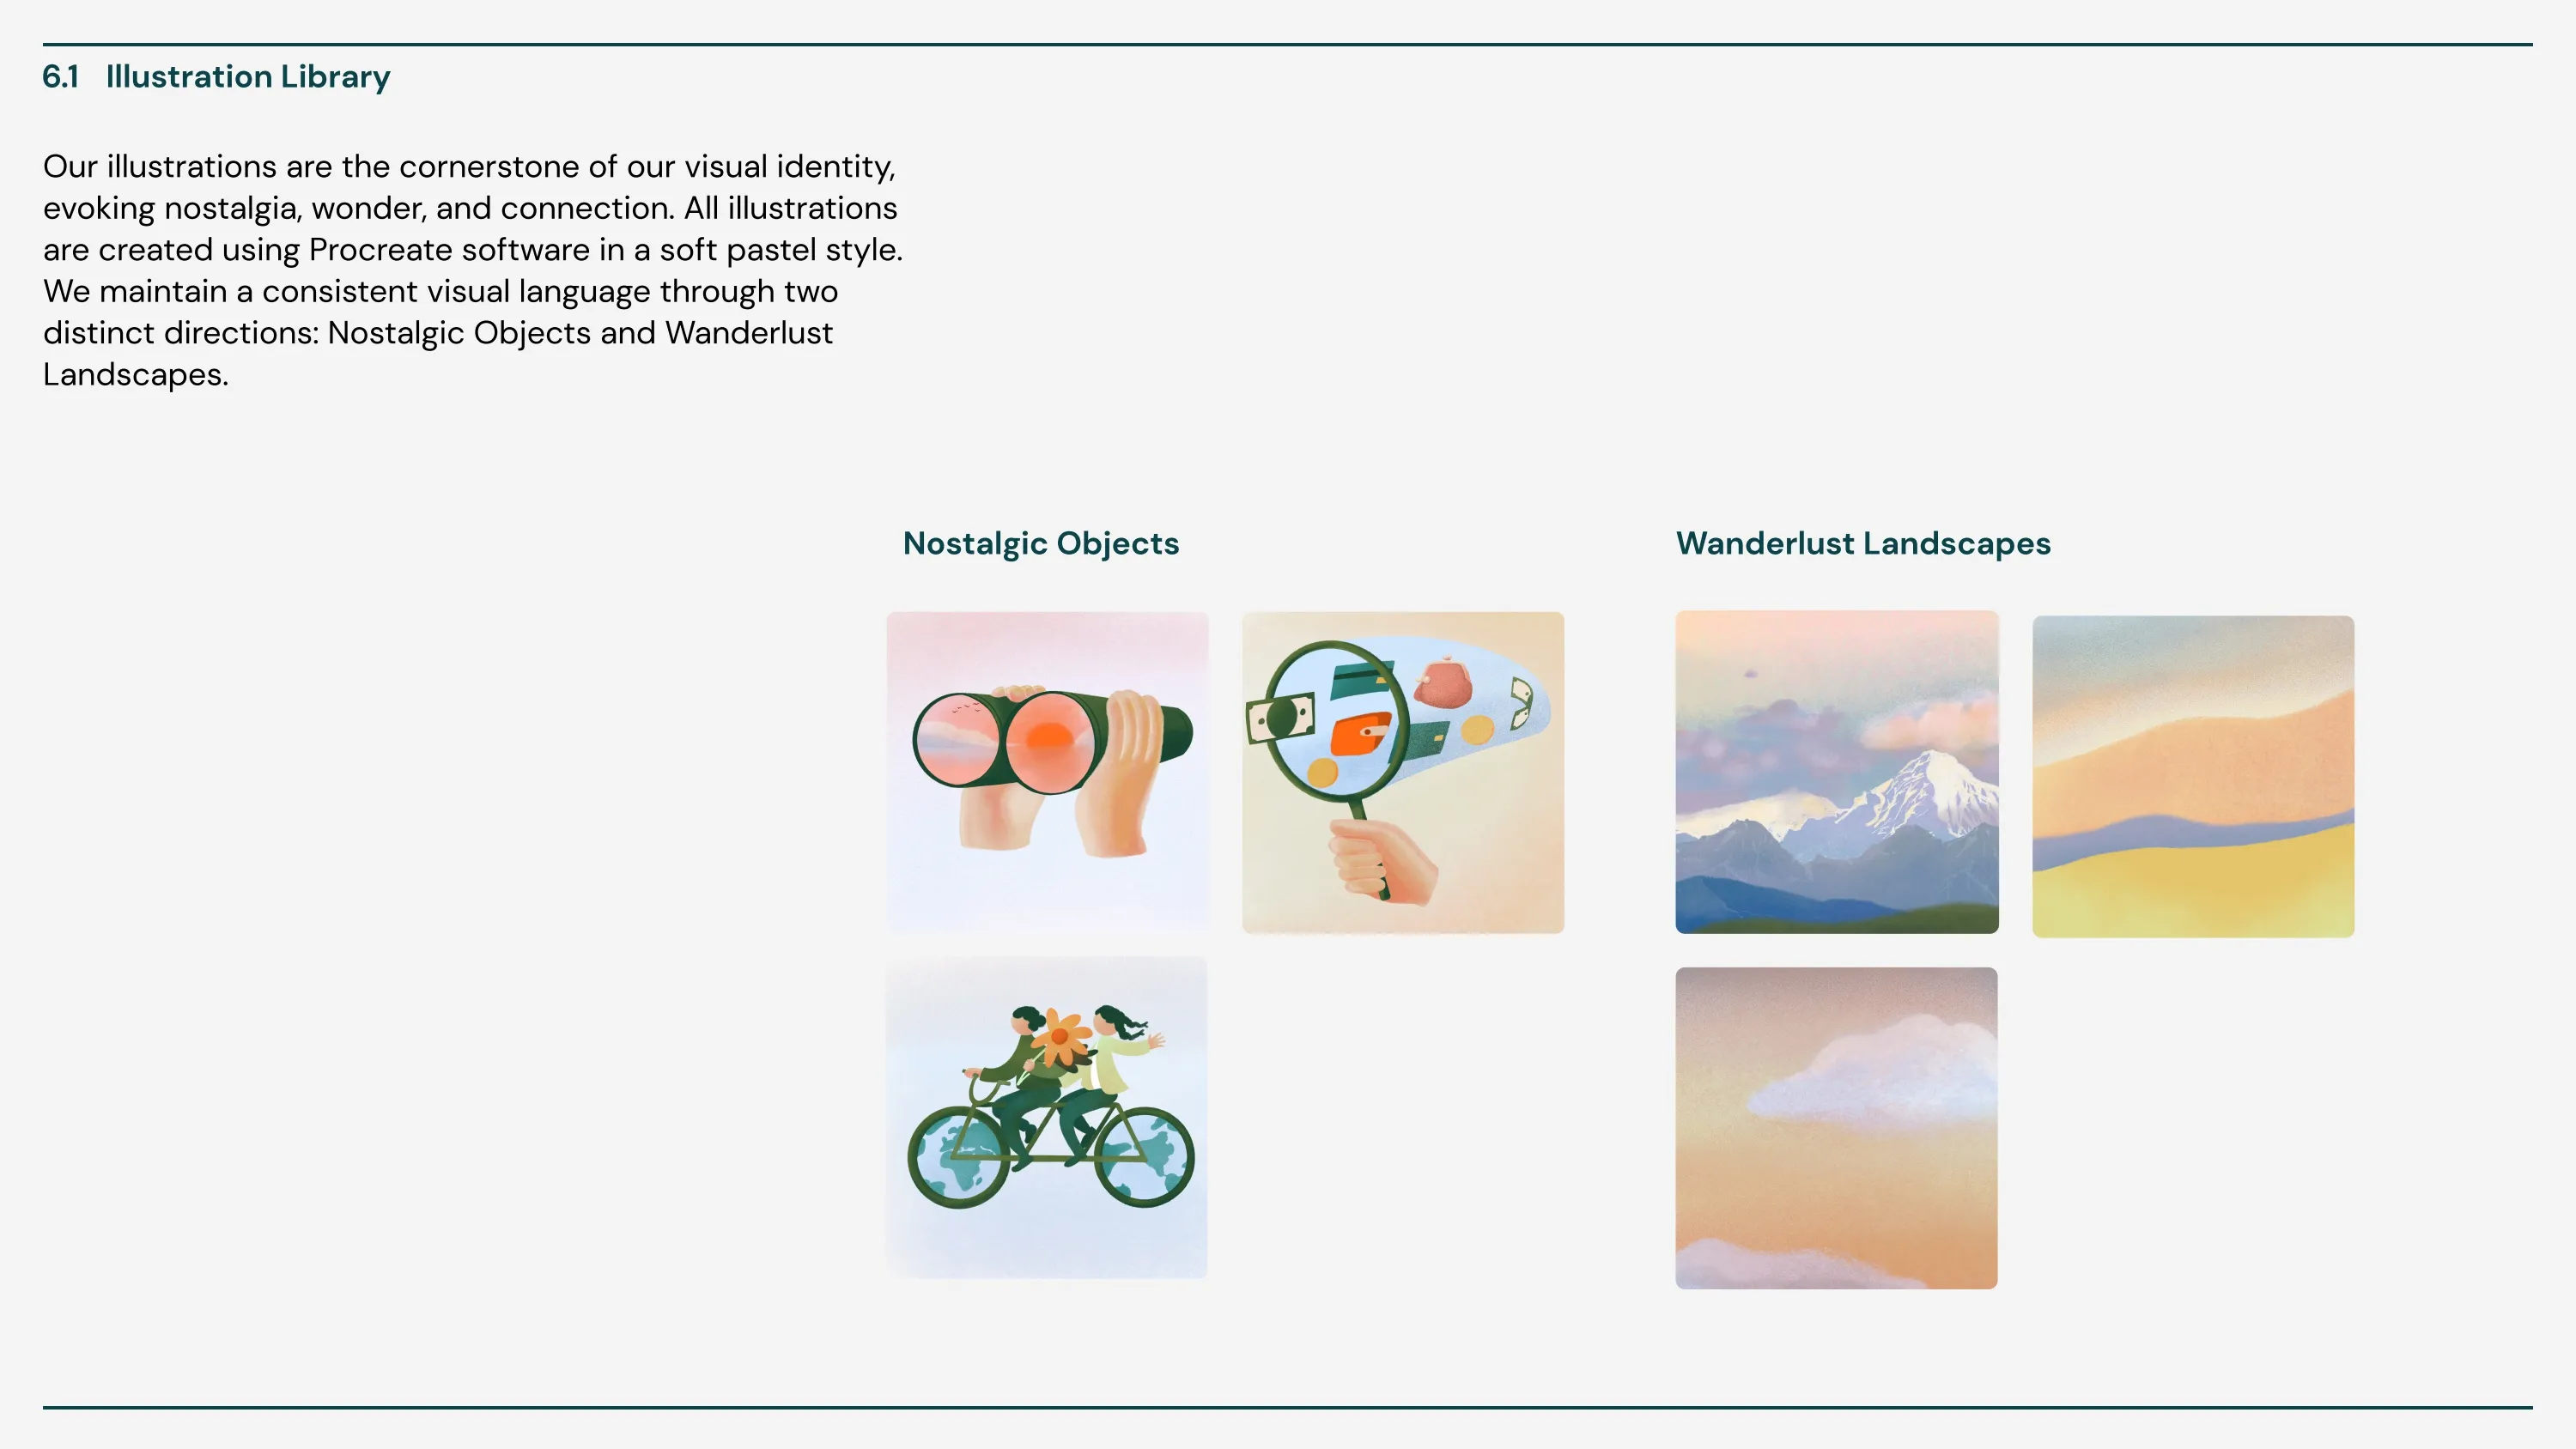 6.1 Illustration Library
Our illustrations are the cornerstone of our visual identity,
evoking nostalgia, wonder, and connection. All illustrations
are created using Procreate software in a soft pastel style.
We maintain a consistent visual language through two
distinct directions: Nostalgic Objects and Wanderlust
Landscapes.
Nostalgic Objects
Wanderlust Landscapes